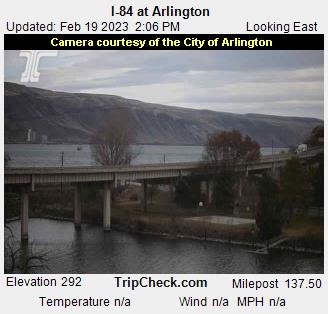 I-84 at Arlington
Updated: Feb 19 2023 2:06 PM Looking East
Camera courtesy of the City of Arlington
Elevation 292 TripCheck.com Milepost 137.50
Temperature n/a Wind n/a MPH n/a